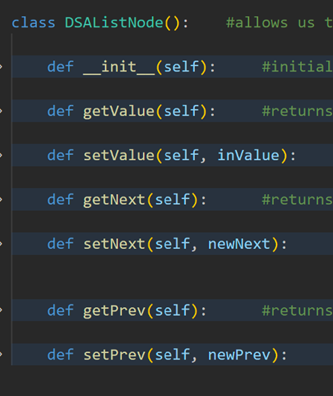 class DSAListNode():    #allows us t
def __init__(self):    #initial
def getValue(self):    #returns
def setValue(self, inValue):
def getNext(self):    #returns
def setNext(self, newNext):
def getPrev(self):    #returns
def setPrev(self, newPrev):